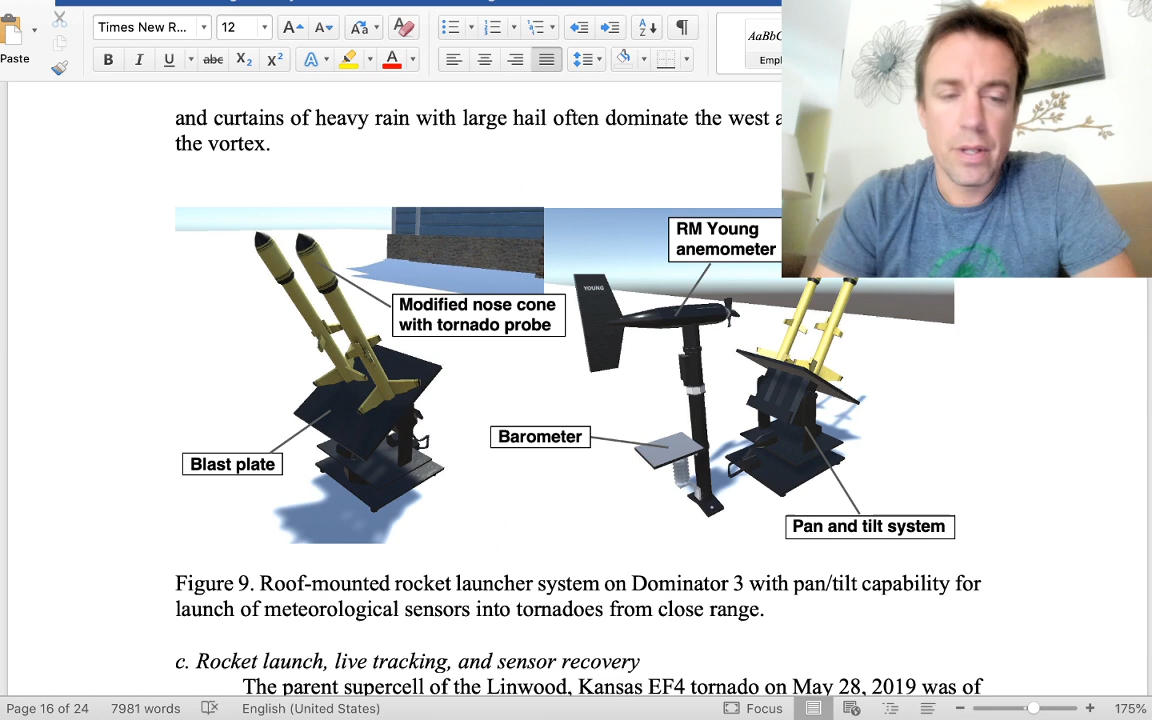 Times New R...
12
Aa
A
Paste
B
I
U
abc
X₂
X²
A
A
A
Z
¶
AaBbC
Empl
and curtains of heavy rain with large hail often dominate the west a
the vortex.
RM Young
anemometer
YOUNG
Modified nose cone
with tornado probe
Barometer
Blast plate
Pan and tilt system
Figure 9. Roof-mounted rocket launcher system on Dominator 3 with pan/tilt capability for
launch of meteorological sensors into tornadoes from close range.
c. Rocket launch, live tracking, and sensor recovery
The parent supercell of the Linwood, Kansas EF4 tornado on May 28, 2019 was of
Page 16 of 24 7981 words English (United States) Focus 175%